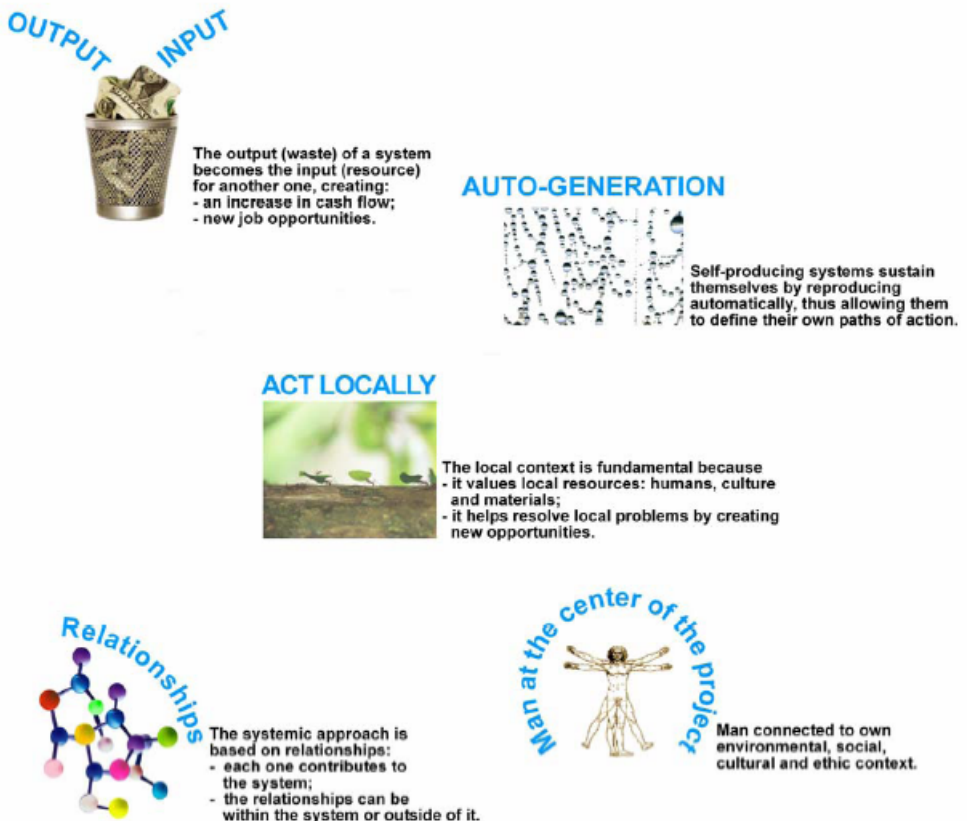 OUTPUT INPUT
The output (waste) of a system
becomes the input (resource)
for another one, creating:
- an increase in cash flow;
- new job opportunities.
AUTO-GENERATION
Self-producing systems sustain
themselves by reproducing
automatically, thus allowing them
to define their own paths of action.
ACT LOCALLY
The local context is fundamental because
- it values local resources: humans, culture
and materials;
- it helps resolve local problems by creating
new opportunities.
Relationships
The systemic approach is
based on relationships:
- each one contributes to
the system;
- the relationships can be
within the system or outside of it.
Man at the center of the project
Man connected to own
environmental, social,
cultural and ethic context.